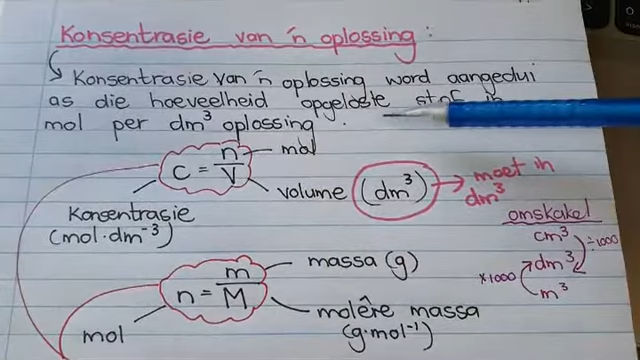 Konsentrasie van 'n oplossing :
Konsentrasie van 'n oplossing word aangedui
as die hoeveelheid opgeloste stof in
mol per dm³ oplossing .
C = n/V
mol
volume (dm³) → moet in
dm³
Konsentrasie
(mol·dm⁻³)
omskakel
cm³
÷1000
dm³
×1000
m³
n = m/M
massa (g)
mol
molêre massa
(g·mol⁻¹)